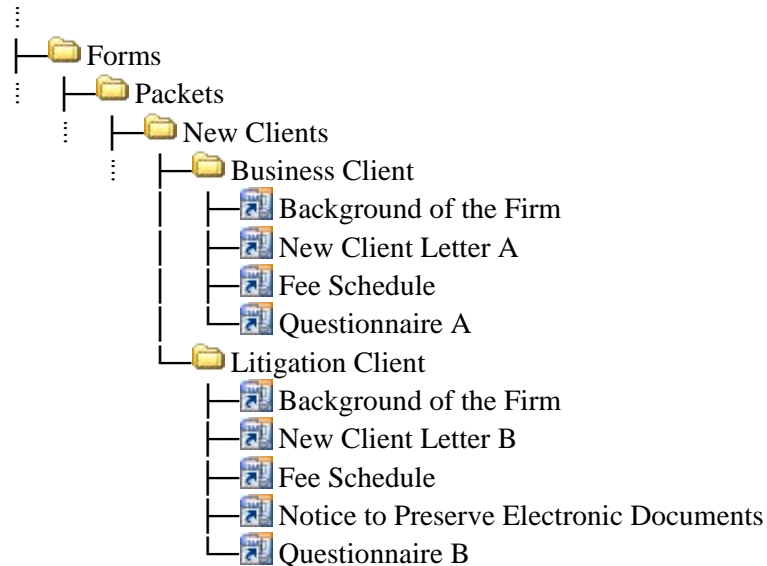 Forms
Packets
New Clients
Business Client
Background of the Firm
New Client Letter A
Fee Schedule
Questionnaire A
Litigation Client
Background of the Firm
New Client Letter B
Fee Schedule
Notice to Preserve Electronic Documents
Questionnaire B